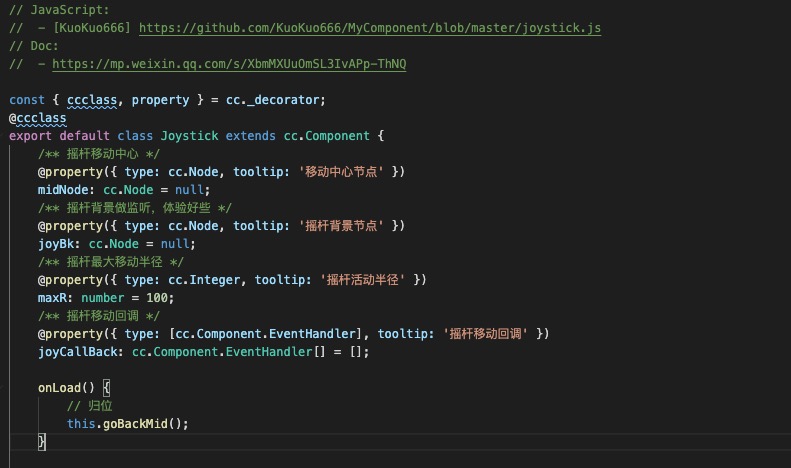 // JavaScript:
//  - [KuoKuo666] https://github.com/KuoKuo666/MyComponent/blob/master/joystick.js
// Doc:
//  - https://mp.weixin.qq.com/s/XbmMXUuOmSL3IvAPp-ThNQ
const { ccclass, property } = cc._decorator;
@ccclass
export default class Joystick extends cc.Component {
/** 摇杆移动中心 */
@property({ type: cc.Node, tooltip: '移动中心节点' })
midNode: cc.Node = null;
/** 摇杆背景做监听，体验好些 */
@property({ type: cc.Node, tooltip: '摇杆背景节点' })
joyBk: cc.Node = null;
/** 摇杆最大移动半径 */
@property({ type: cc.Integer, tooltip: '摇杆活动半径' })
maxR: number = 100;
/** 摇杆移动回调 */
@property({ type: [cc.Component.EventHandler], tooltip: '摇杆移动回调' })
joyCallBack: cc.Component.EventHandler[] = [];
onLoad() {
// 归位
this.goBackMid();
}